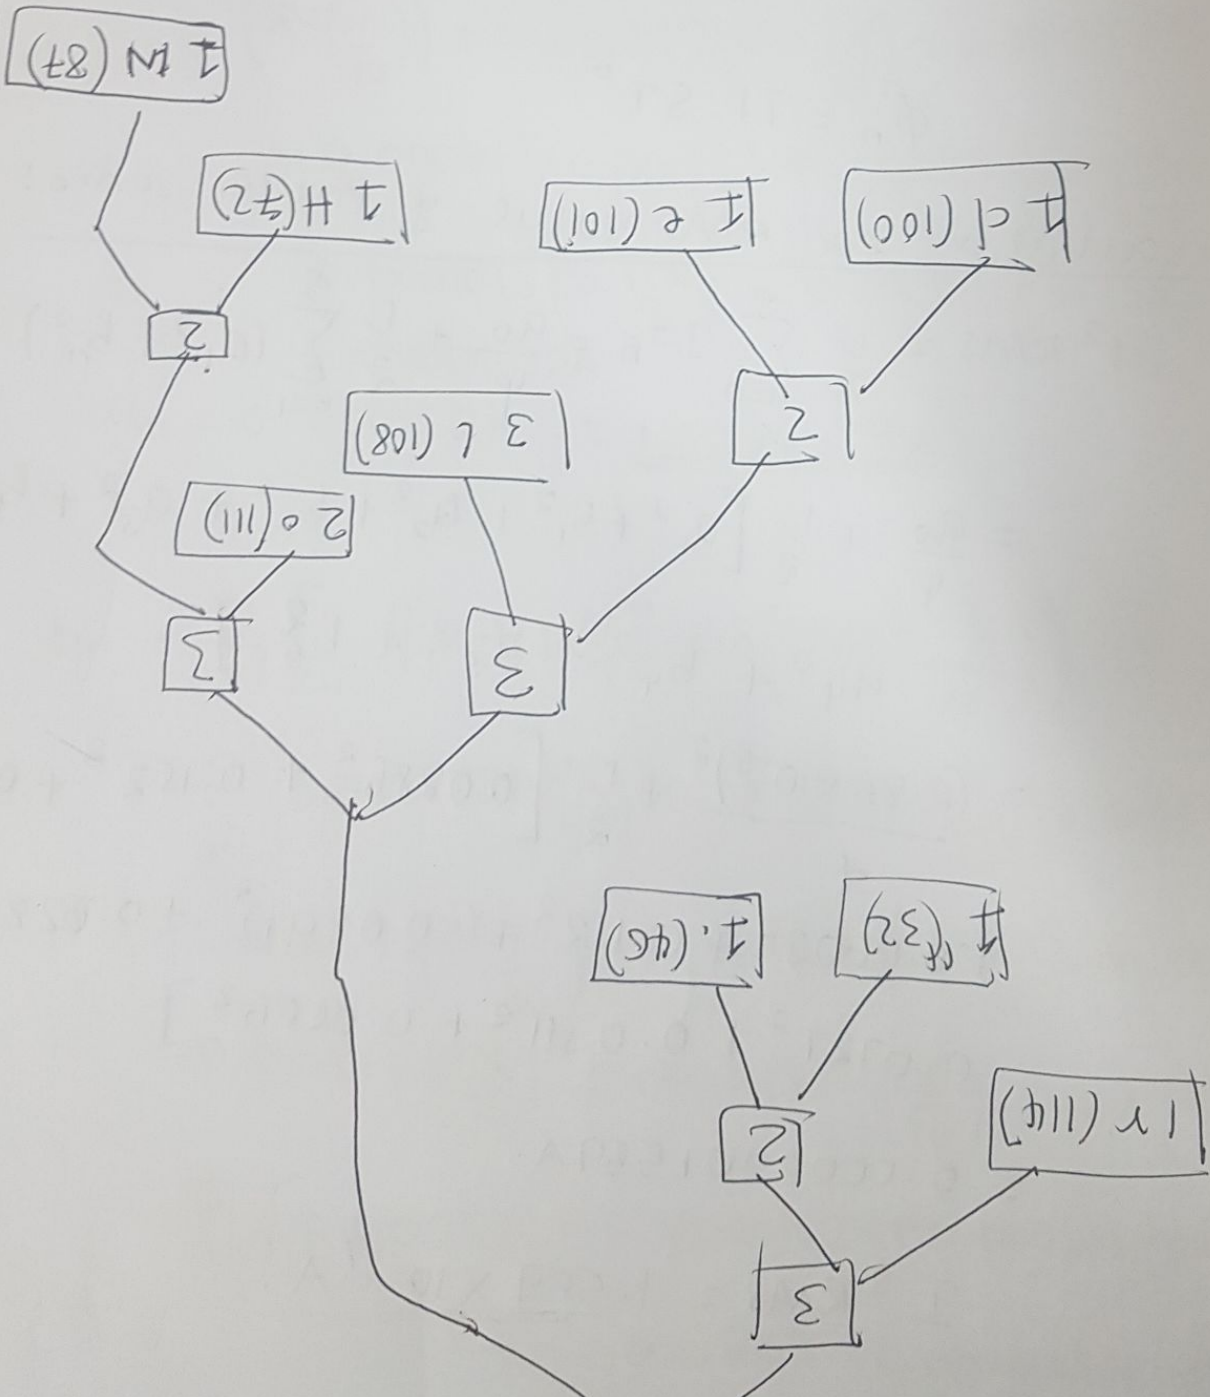 3
1 r (114)
2
1 (32)
1 . (46)
3
3
2 o (111)
2
3 l (108)
2
1 d (100)
1 e (101)
1 H (72)
1 W (87)